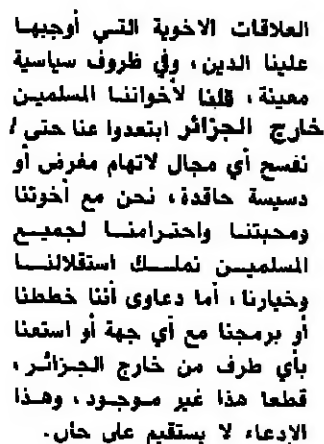 العلاقات الاخوية التي أوجبها
علينا الدين، وفي ظروف سياسية
معينة، قلنا لأخواننا المسلمين
خارج الجزائر ابتعدوا عنا حتى لا
نفسح أي مجال لاتهام مغرض أو
دسيسة حاقدة، نحن مع أخوتنا
ومحبتنا واحترامنا لجميع
المسلمين نملك استقلالنا
وخيارنا، أما دعاوى أننا خططنا
أو برمجنا مع أي جهة أو استعنا
بأي طرف من خارج الجزائر،
قطعا هذا غير موجود، وهذا
الإدعاء لا يستقيم على حال.